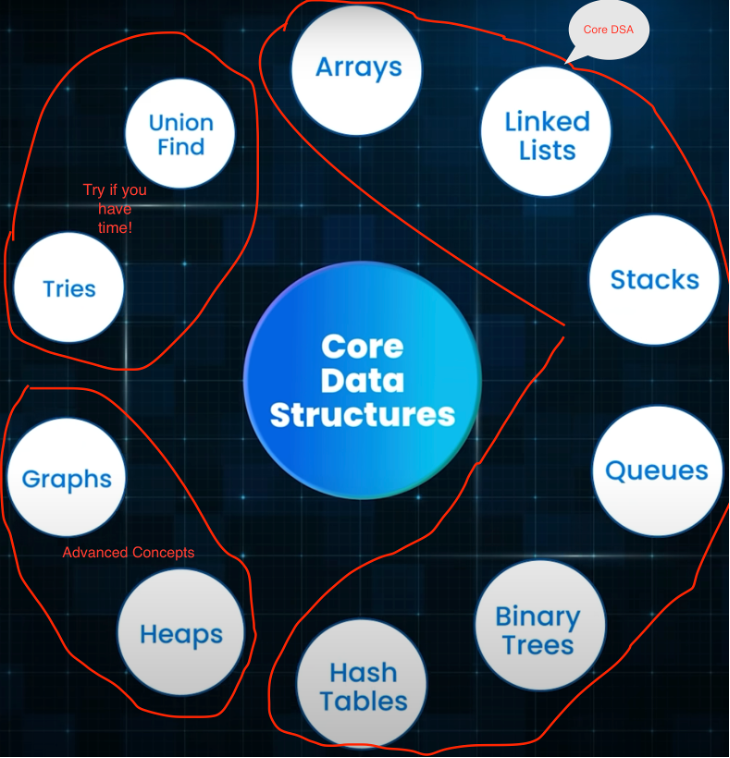 Core DSA
Arrays
Linked
Lists
Union
Find
Try if you
have
time!
Stacks
Tries
Core
Data
Structures
Graphs
Queues
Advanced Concepts
Binary
Trees
Heaps
Hash
Tables